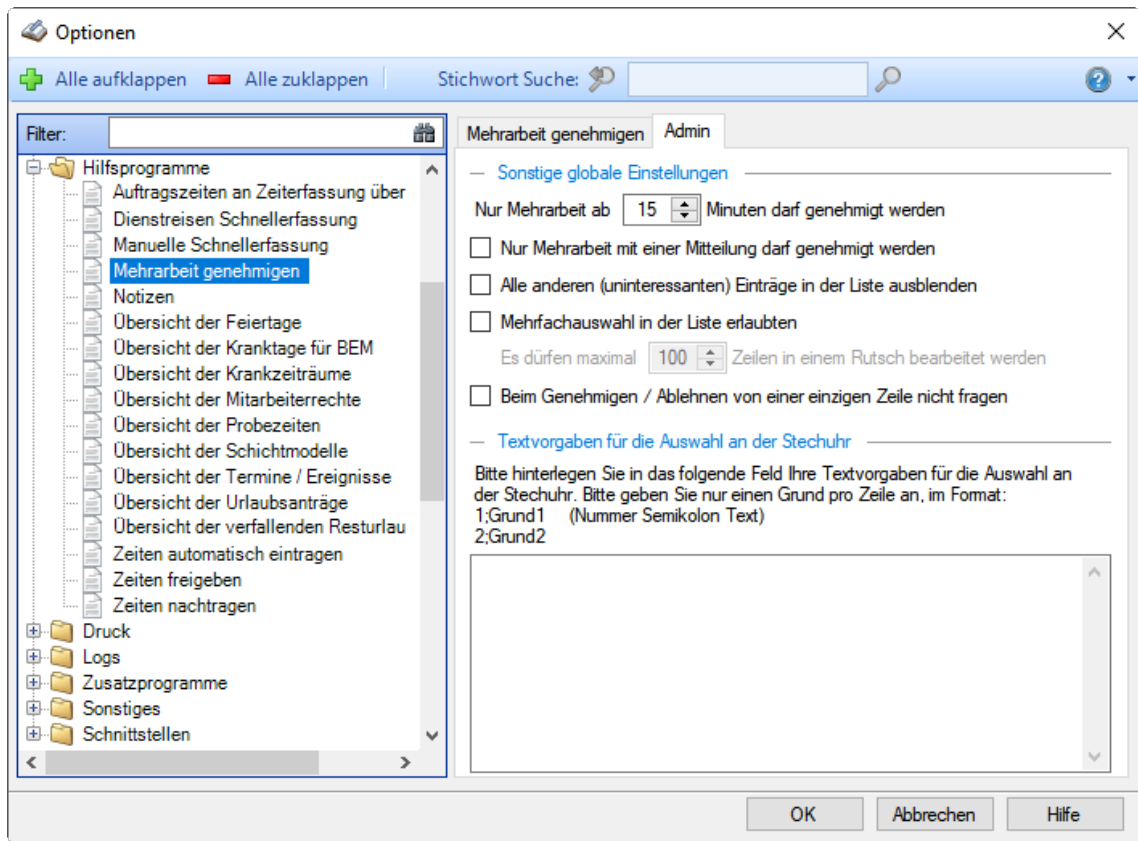 Optionen
Alle aufklappen
Alle zuklappen
Stichwort Suche:
Filter:
Hilfsprogramme
Auftragszeiten an Zeiterfassung über
Dienstreisen Schnellerfassung
Manuelle Schnellerfassung
Mehrarbeit genehmigen
Notizen
Übersicht der Feiertage
Übersicht der Kranktage für BEM
Übersicht der Krankzeiträume
Übersicht der Mitarbeiterrechte
Übersicht der Probezeiten
Übersicht der Schichtmodelle
Übersicht der Termine / Ereignisse
Übersicht der Urlaubsanträge
Übersicht der verfallenden Resturlau
Zeiten automatisch eintragen
Zeiten freigeben
Zeiten nachtragen
Druck
Logs
Zusatzprogramme
Sonstiges
Schnittstellen
Mehrarbeit genehmigen
Admin
Sonstige globale Einstellungen
Nur Mehrarbeit ab 15 Minuten darf genehmigt werden
Nur Mehrarbeit mit einer Mitteilung darf genehmigt werden
Alle anderen (uninteressanten) Einträge in der Liste ausblenden
Mehrfachauswahl in der Liste erlaubten
Es dürfen maximal 100 Zeilen in einem Rutsch bearbeitet werden
Beim Genehmigen / Ablehnen von einer einzigen Zeile nicht fragen
Textvorgaben für die Auswahl an der Stechuhr
Bitte hinterlegen Sie in das folgende Feld Ihre Textvorgaben für die Auswahl an
der Stechuhr. Bitte geben Sie nur einen Grund pro Zeile an, im Format:
1;Grund1 (Nummer Semikolon Text)
2;Grund2
OK
Abbrechen
Hilfe